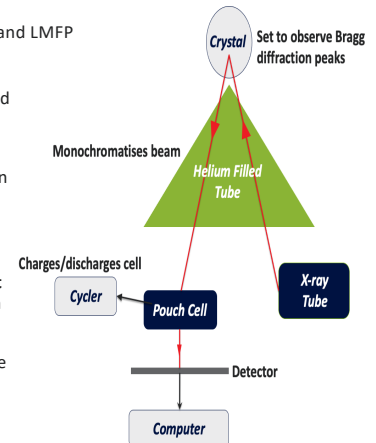 and LMFP
d
n
e
Crystal
Set to observe Bragg
diffraction peaks
Monochromatises beam
Helium Filled
Tube
Charges/discharges cell
Cycler
Pouch Cell
X-ray
Tube
Detector
Computer